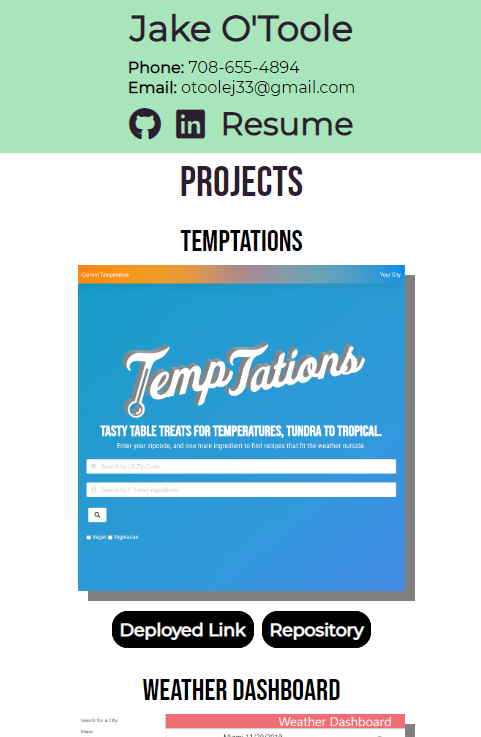 Jake O'Toole
Phone: 708-655-4894
Email: otoolej33@gmail.com
Resume
PROJECTS
TEMPTATIONS
Current Temperature
Your City
TempTations
TASTY TABLE TREATS FOR TEMPERATURES, TUNDRA TO TROPICAL.
Enter your zipcode, and one main ingredient to find recipes that fit the weather outside.
Search by US Zip Code
Search by 1-2 main ingredients
Vegan Vegetarian
Deployed Link Repository
WEATHER DASHBOARD
Search for a City:
Weather Dashboard
Miami
Miami 11/29/2019